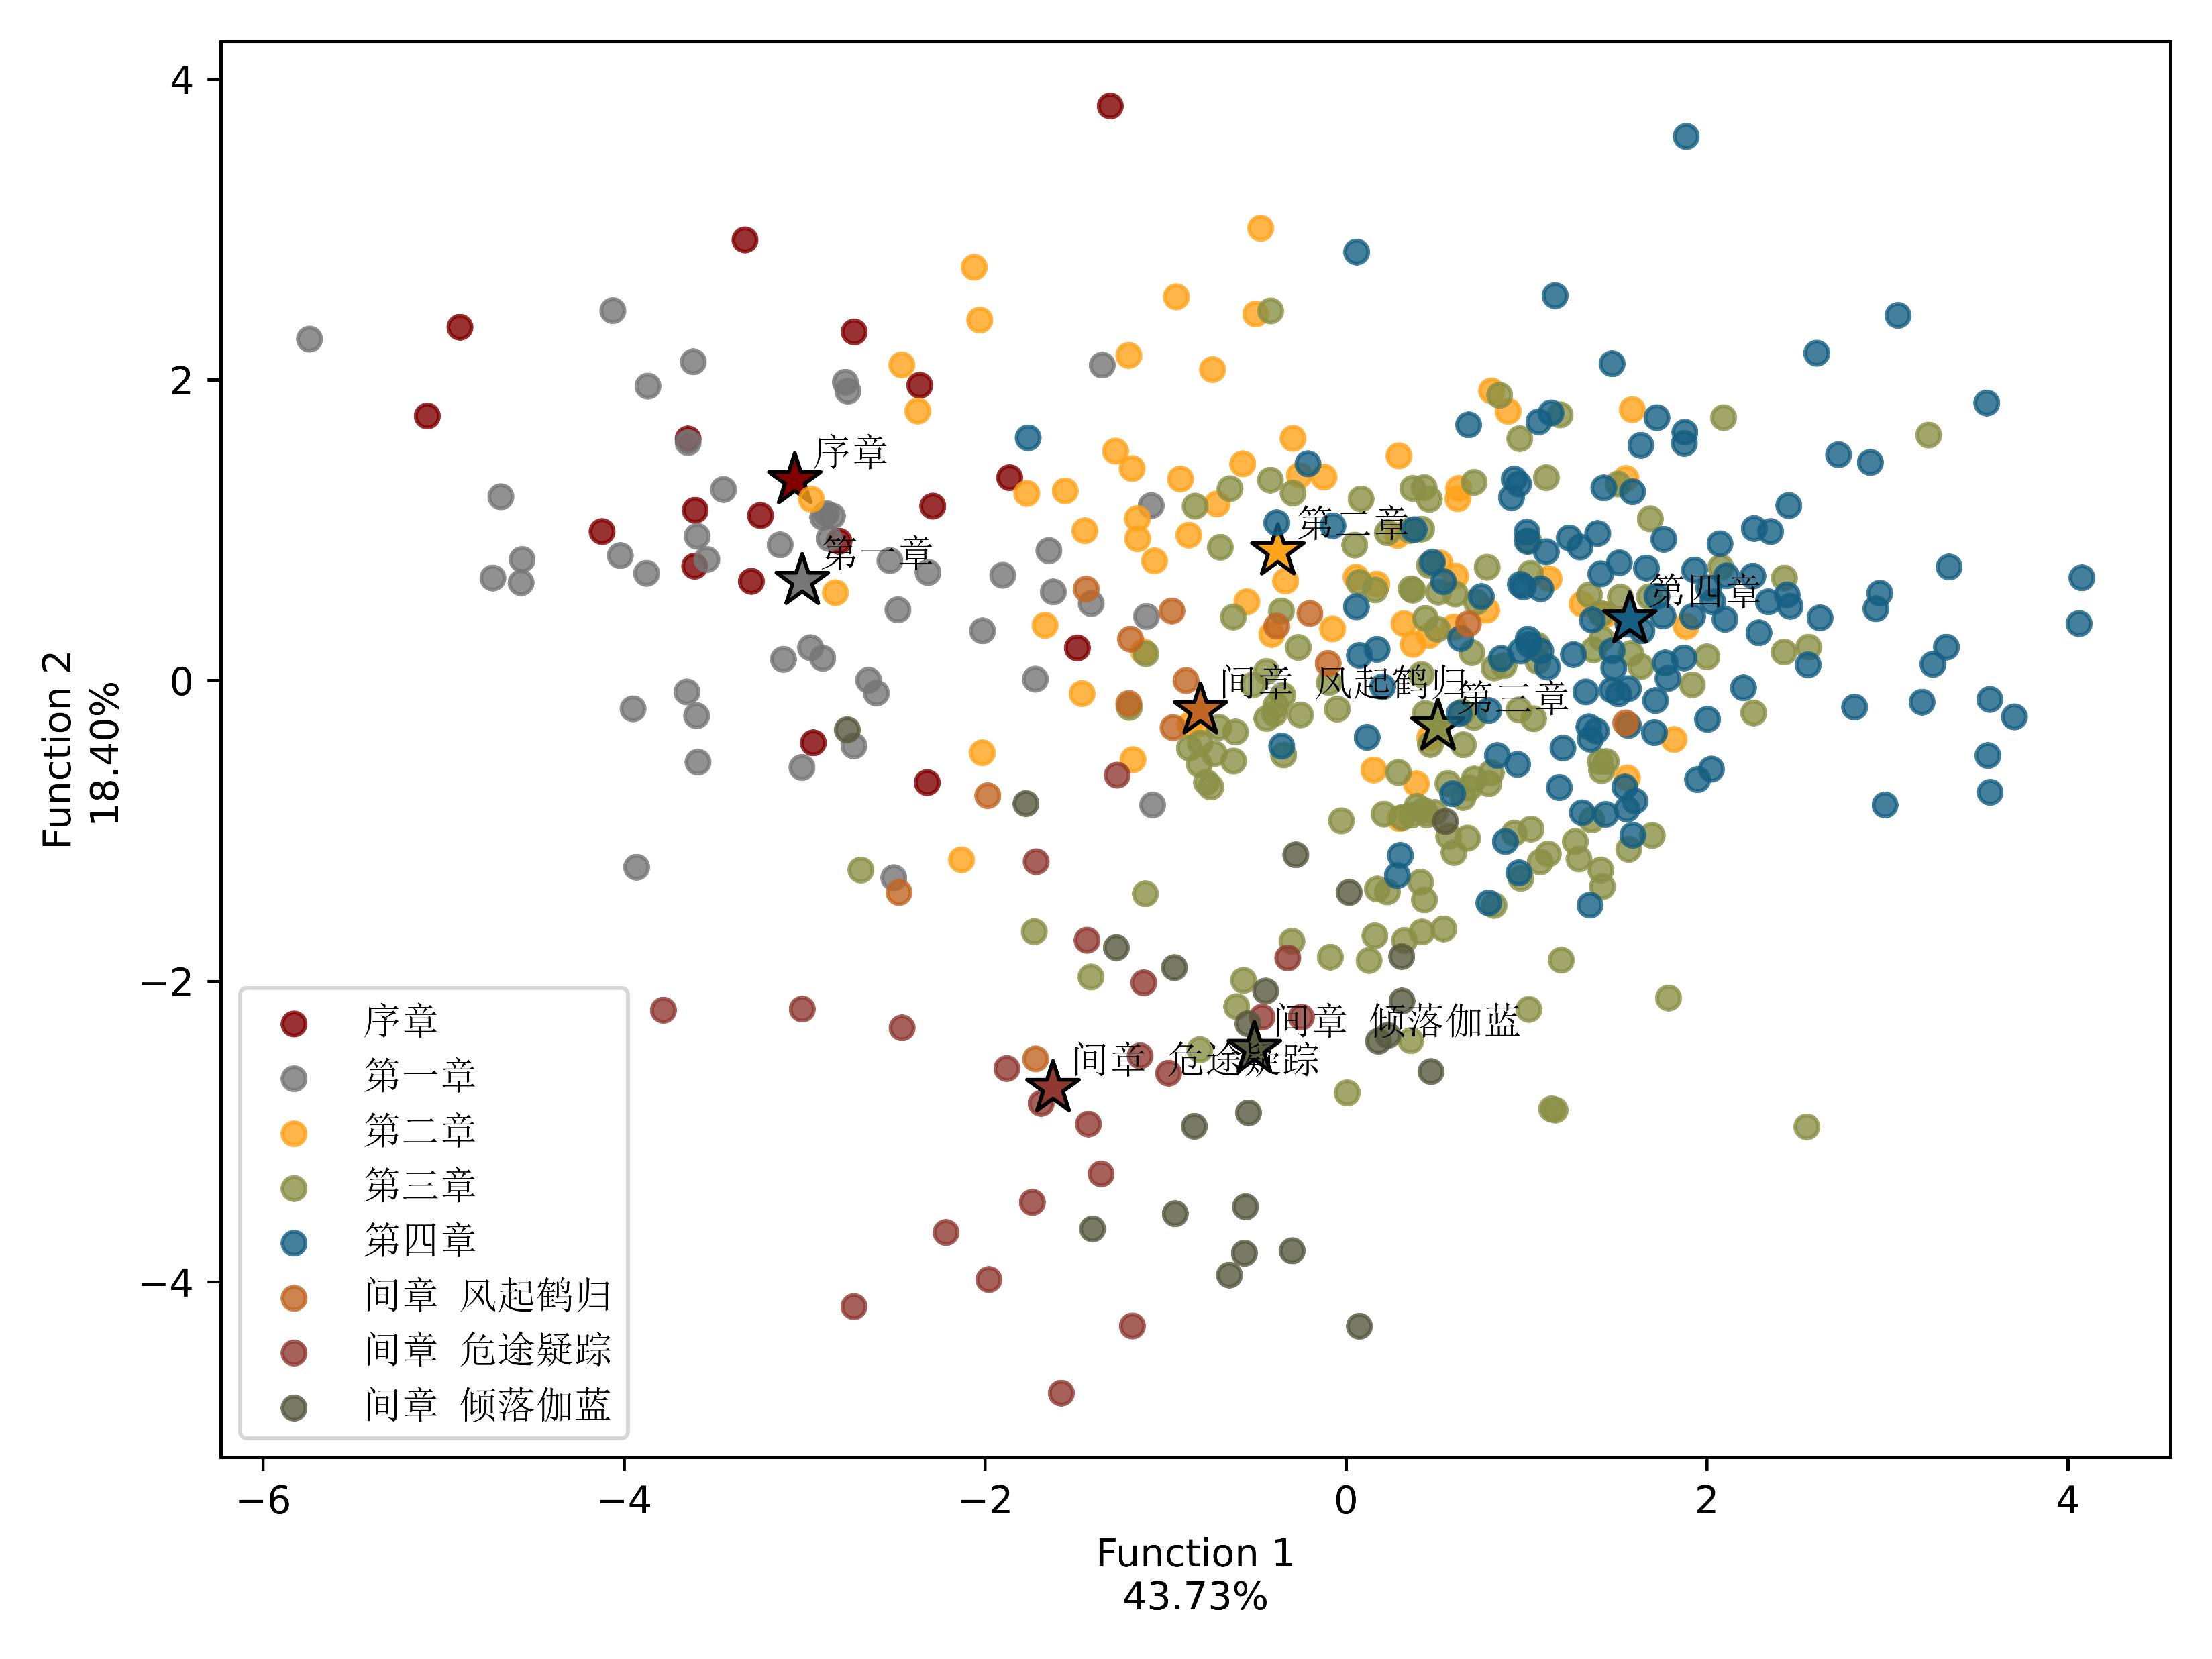 4
2
0
−2
−4
Function 2
18.40%
序章
第一章
第二章
第四章
间章 风起鹤归
第三章
间章 倾落伽蓝
间章 危途疑踪
序章
第一章
第二章
第三章
第四章
间章 风起鹤归
间章 危途疑踪
间章 倾落伽蓝
−6 −4 −2 0 2 4
Function 1
43.73%